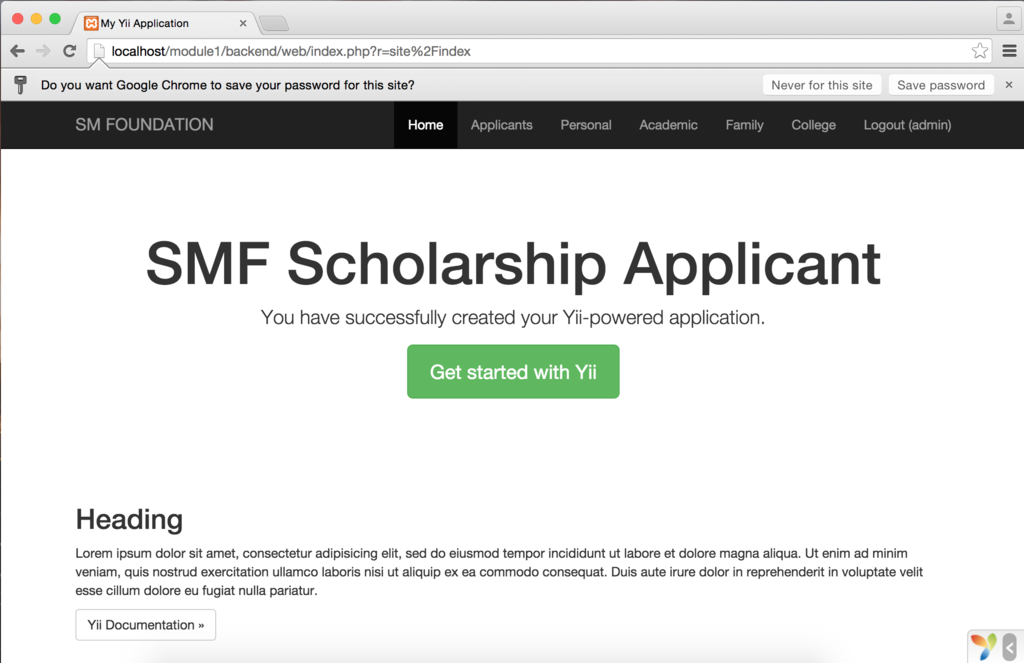 My Yii Application
localhost/module1/backend/web/index.php?r=site%2Findex
Do you want Google Chrome to save your password for this site? Never for this site Save password
SM FOUNDATION Home Applicants Personal Academic Family College Logout (admin)
SMF Scholarship Applicant
You have successfully created your Yii-powered application.
Get started with Yii
Heading
Lorem ipsum dolor sit amet, consectetur adipisicing elit, sed do eiusmod tempor incididunt ut labore et dolore magna aliqua. Ut enim ad minim
veniam, quis nostrud exercitation ullamco laboris nisi ut aliquip ex ea commodo consequat. Duis aute irure dolor in reprehenderit in voluptate velit
esse cillum dolore eu fugiat nulla pariatur.
Yii Documentation »